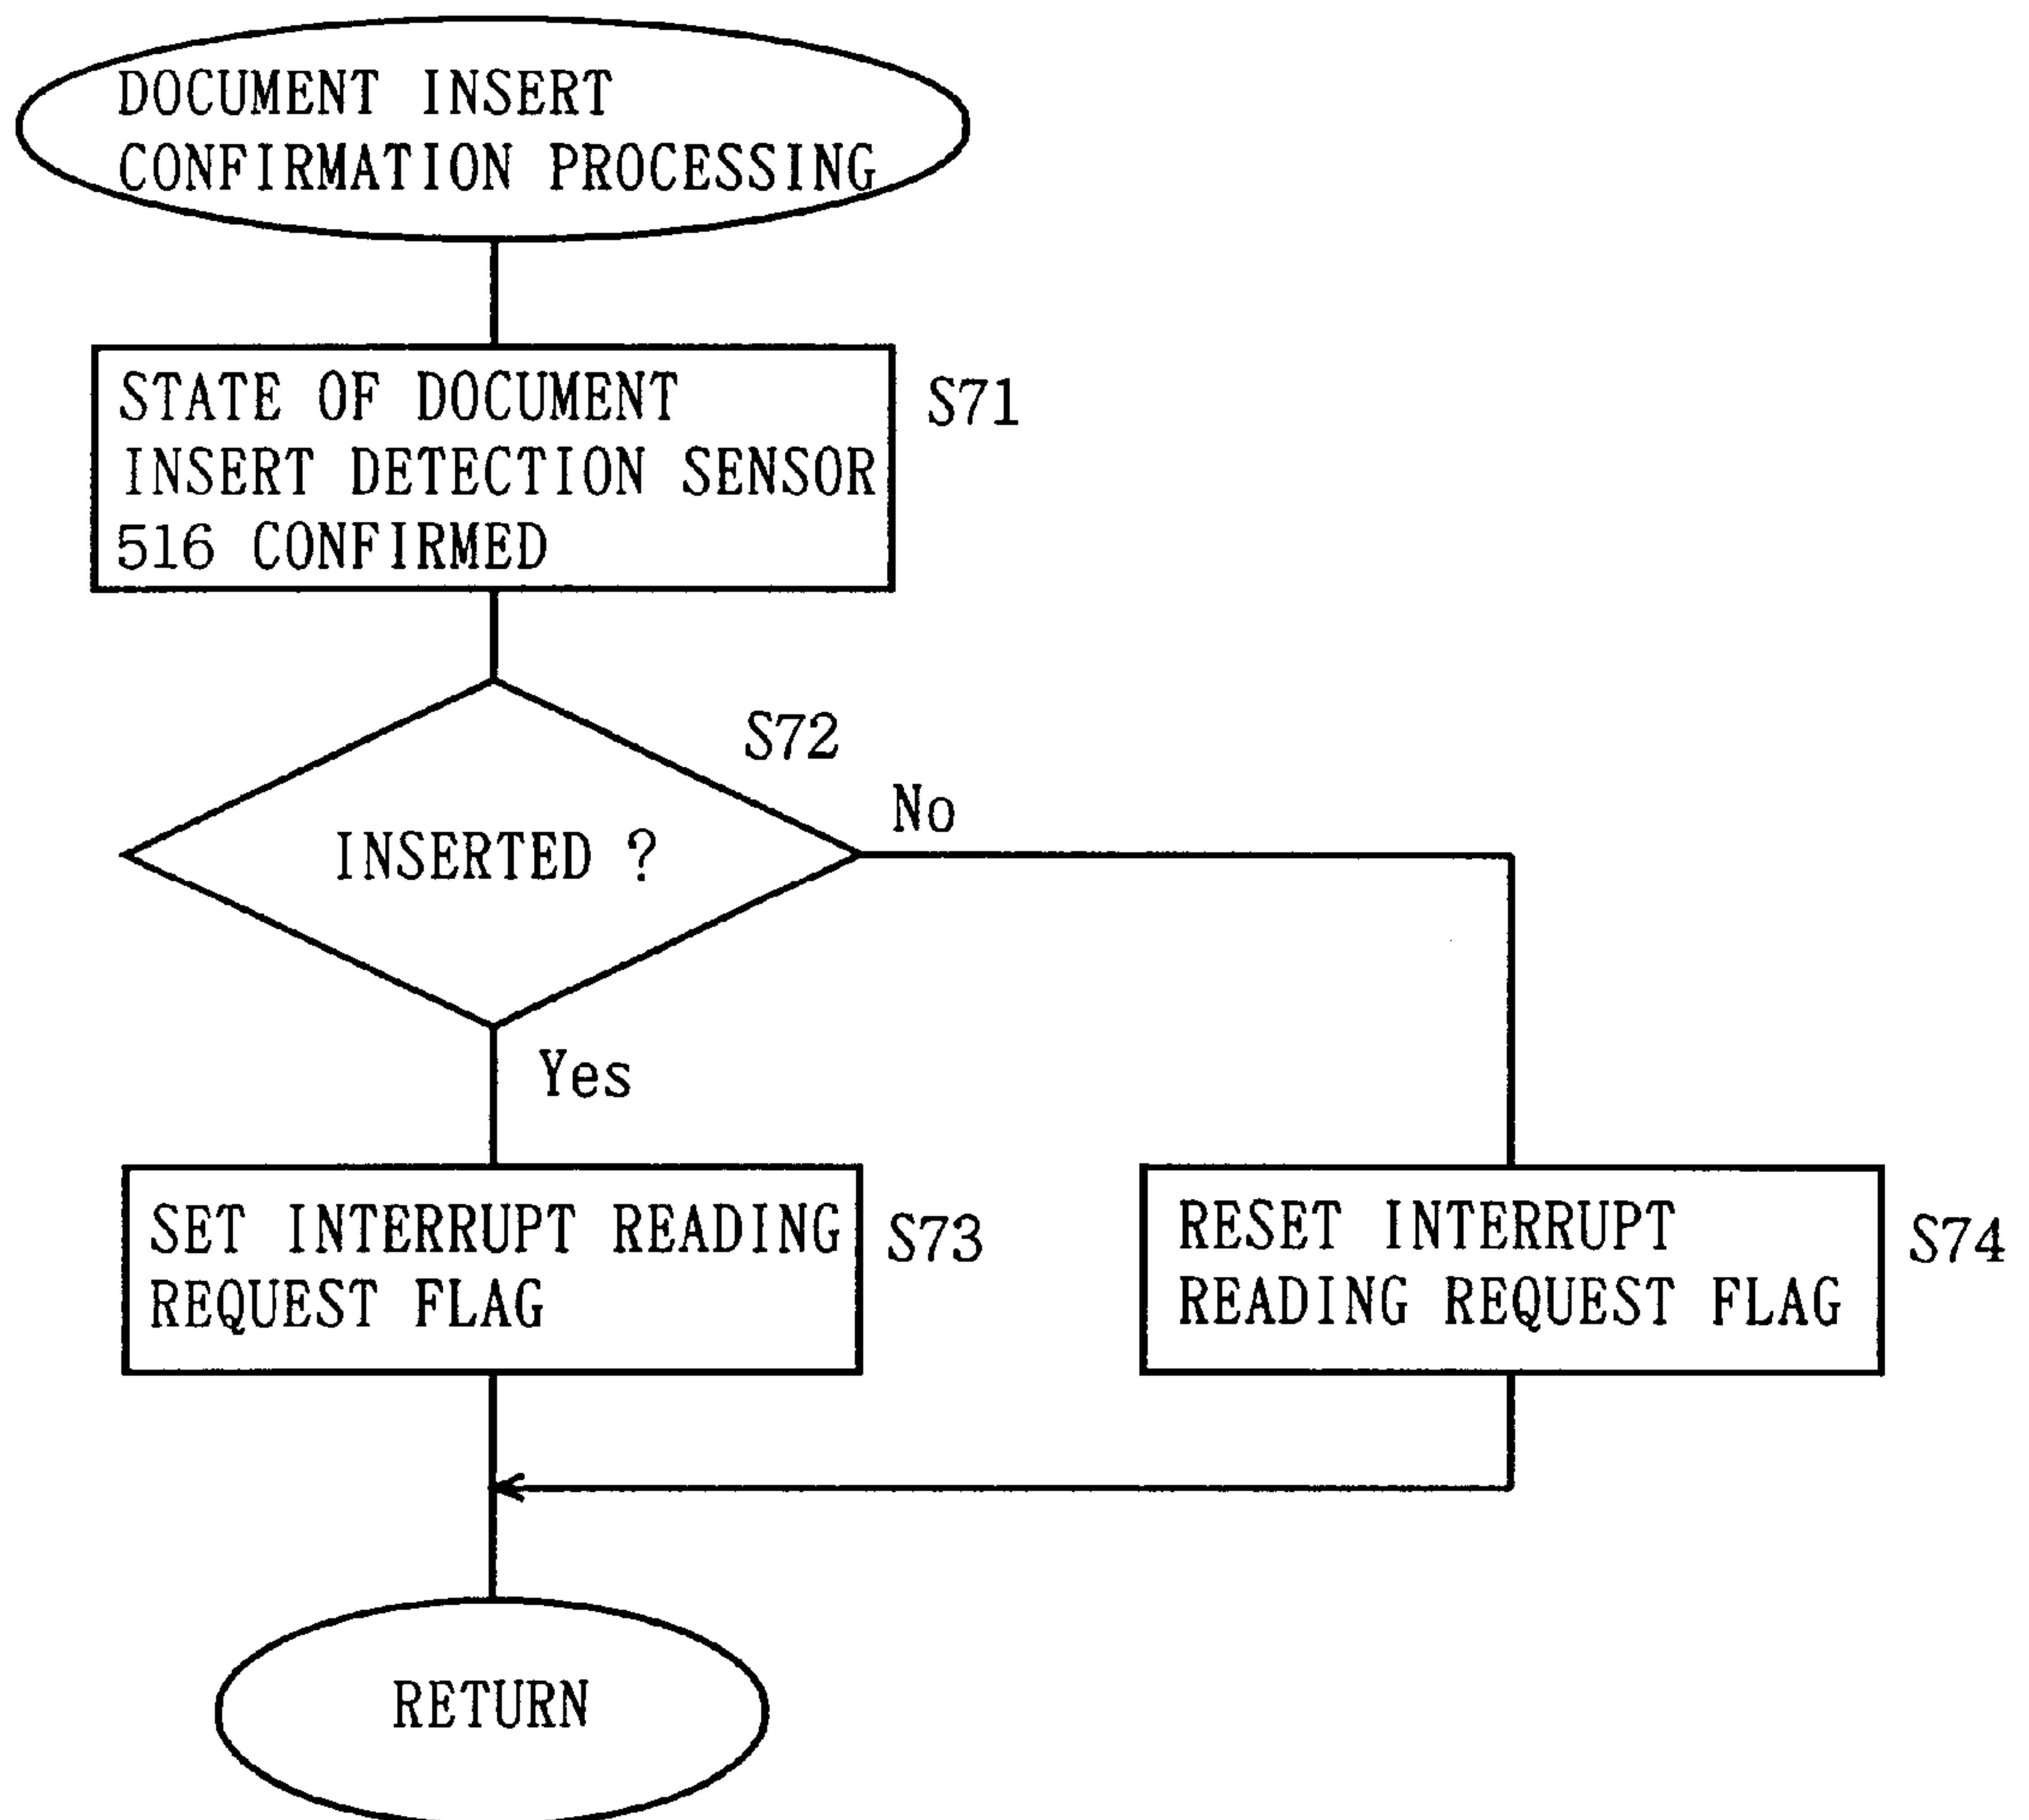 DOCUMENT INSERT
CONFIRMATION PROCESSING
STATE OF DOCUMENT
INSERT DETECTION SENSOR
516 CONFIRMED
S71
S72
INSERTED ?
No
Yes
SET INTERRUPT READING
REQUEST FLAG
S73
RESET INTERRUPT
READING REQUEST FLAG
S74
RETURN